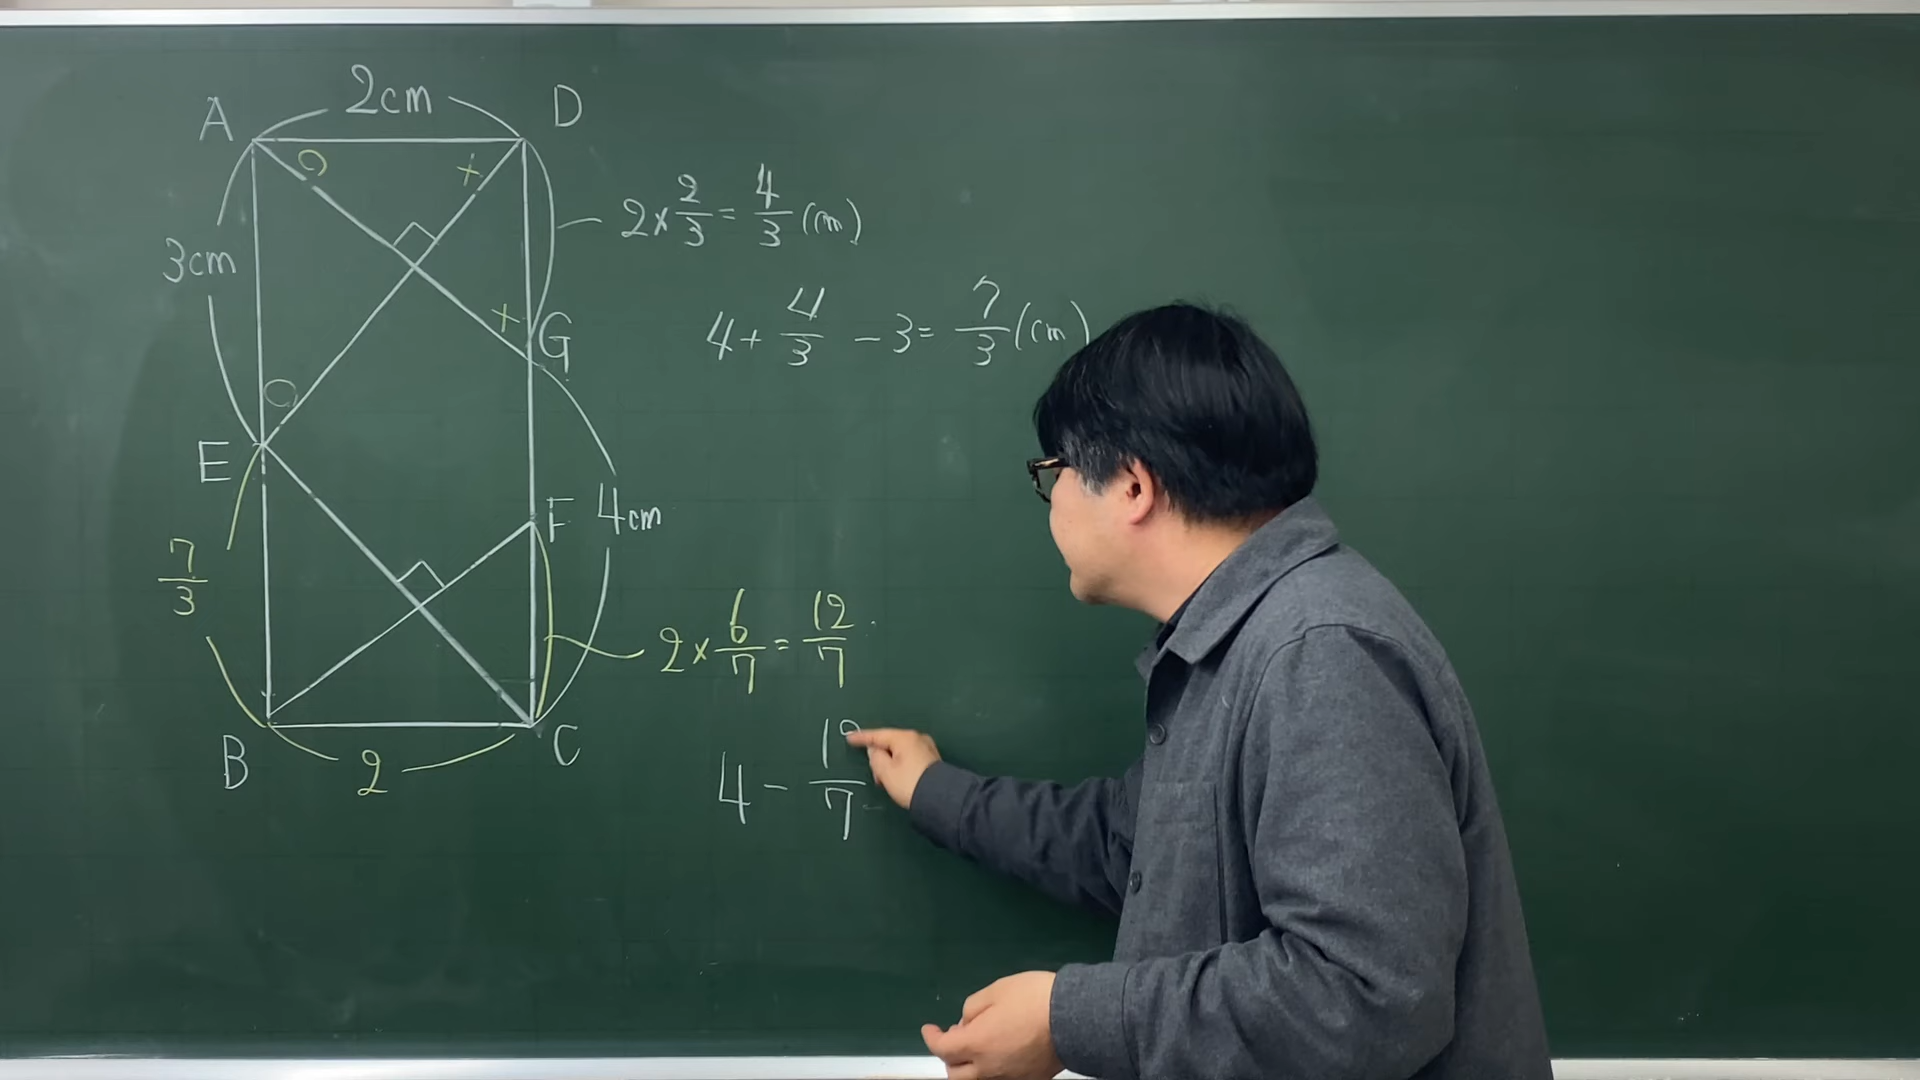 A 2cm D
3cm
2×2/3=4/3(cm)
G
4+4/3-3=7/3(cm)
E
F 4cm
7/3
2×6/7=12/7
B 2 C
4-12/7